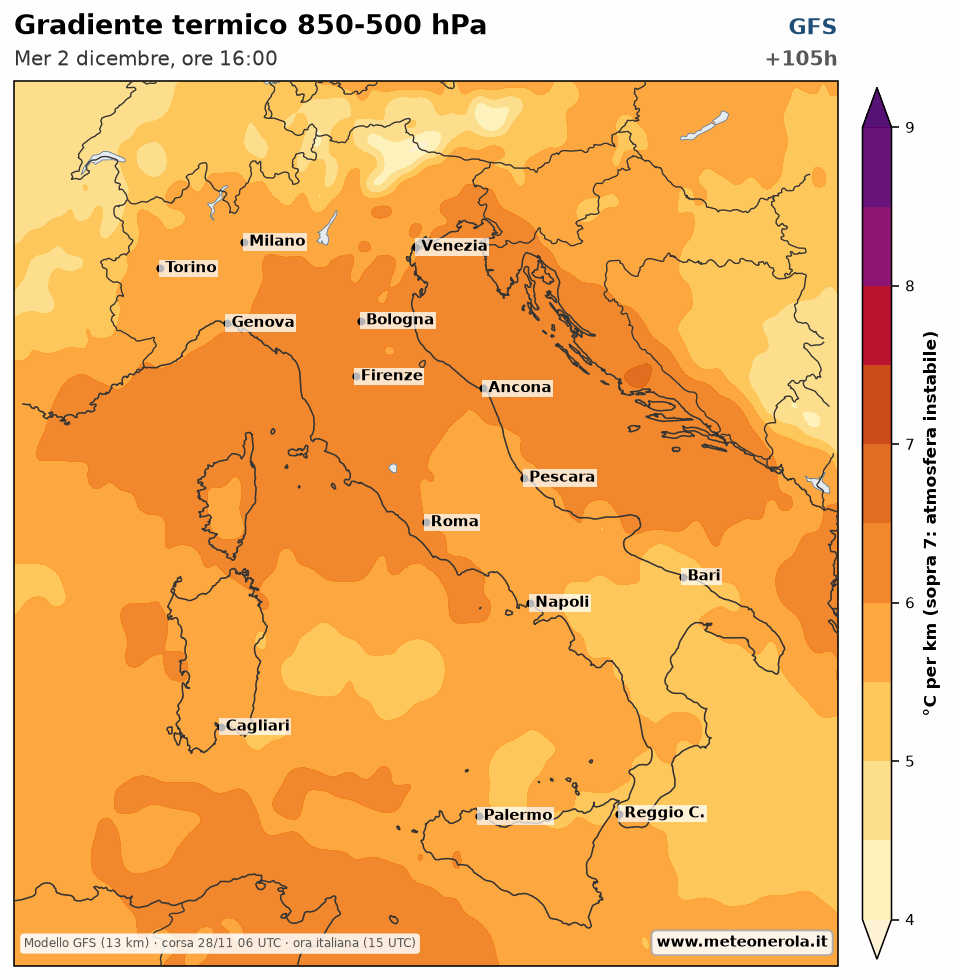 Gradiente termico 850-500 hPa
GFS
Mer 2 dicembre, ore 16:00
+105h
Milano
Venezia
Torino
Genova
Bologna
Firenze
Ancona
Pescara
Roma
Bari
Napoli
Cagliari
Palermo
Reggio C.
9
8
7
6
5
4
°C per km (sopra 7: atmosfera instabile)
Modello GFS (13 km) · corsa 28/11 06 UTC · ora italiana (15 UTC)
www.meteonerola.it